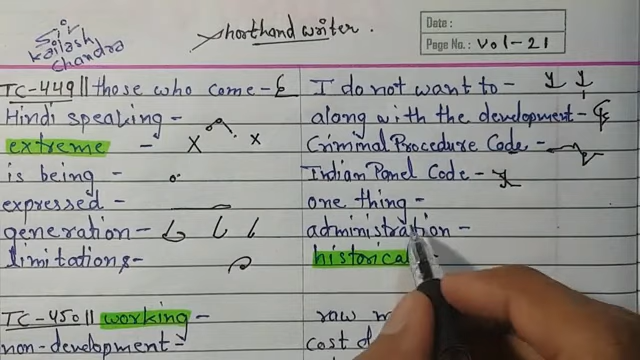 Sir
Kailash
Chandra
Shorthand writer.
Date :
Page No. : Vol-21
TC-449|| those who come -
Hindi speaking -
extreme -
is being -
expressed -
generation -
limitations -
I do not want to -
along with the development -
Criminal Procedure Code -
Indian Panel Code -
one thing -
administration -
historical -
TC-450|| working -
non-development -
raw
cost